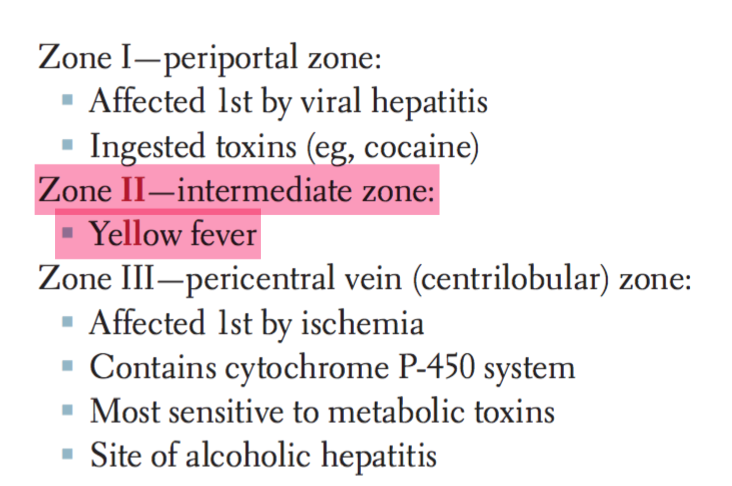 Zone I—periportal zone:
▪ Affected 1st by viral hepatitis
▪ Ingested toxins (eg, cocaine)
Zone II—intermediate zone:
▪ Yellow fever
Zone III—pericentral vein (centrilobular) zone:
▪ Affected 1st by ischemia
▪ Contains cytochrome P-450 system
▪ Most sensitive to metabolic toxins
▪ Site of alcoholic hepatitis